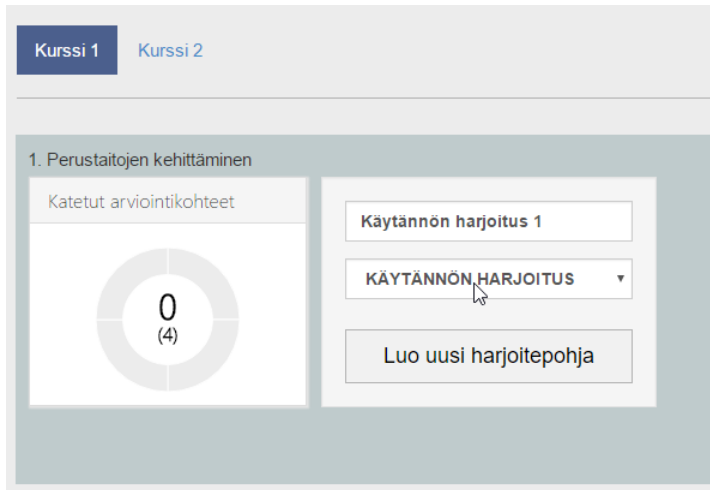 Kurssi 1
Kurssi 2
1. Perustaitojen kehittäminen
Katetut arviointikohteet
0
(4)
Käytännön harjoitus 1
KÄYTÄNNÖN HARJOITUS
Luo uusi harjoitepohja